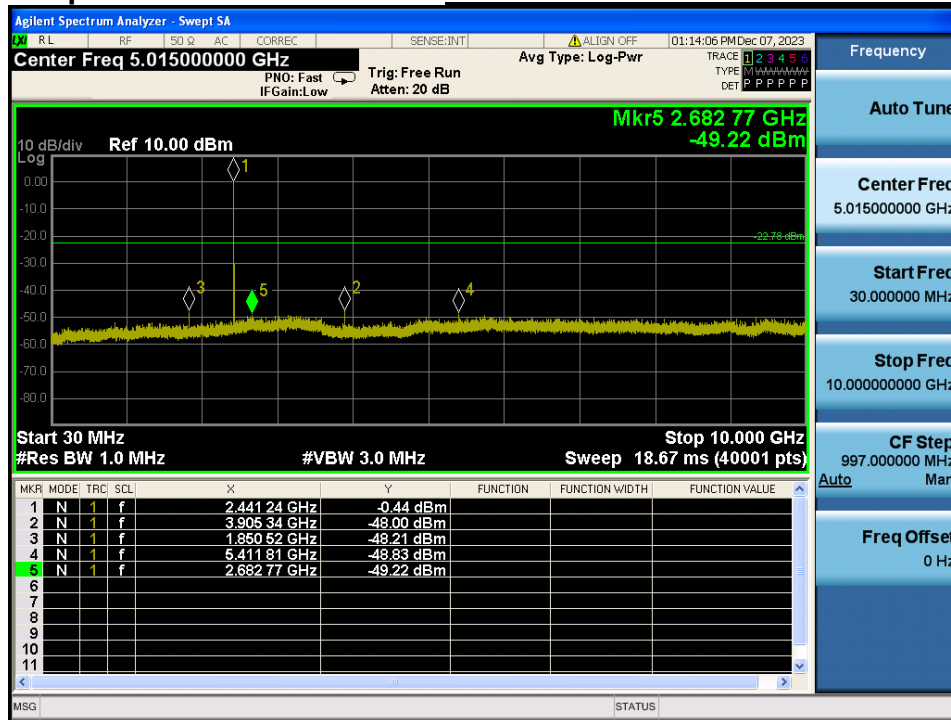 Agilent Spectrum Analyzer - Swept SA
LXI RL RF 50 Ω AC CORREC SENSE:INT ALIGN OFF 01:14:06 PM Dec 07, 2023
Center Freq 5.015000000 GHz
PNO: Fast
IFGain:Low
Trig: Free Run
Atten: 20 dB
Avg Type: Log-Pwr
TRACE 1 2 3 4 5 6
TYPE M W W W W W
DET P P P P P P
Mkr5 2.682 77 GHz
-49.22 dBm
10 dB/div Ref 10.00 dBm
Log
0.00
-10.0
-20.0
-30.0
-40.0
-50.0
-60.0
-70.0
-80.0
1
-22.78 dBm
3
5
2
4
Start 30 MHz
Stop 10.000 GHz
#Res BW 1.0 MHz #VBW 3.0 MHz Sweep 18.67 ms (40001 pts)
MKR MODE TRC SCL X Y FUNCTION FUNCTION WIDTH FUNCTION VALUE
1 N 1 f 2.441 24 GHz -0.44 dBm
2 N 1 f 3.905 34 GHz -48.00 dBm
3 N 1 f 1.850 52 GHz -48.21 dBm
4 N 1 f 5.411 81 GHz -48.83 dBm
5 N 1 f 2.682 77 GHz -49.22 dBm
6
7
8
9
10
11
MSG STATUS
Frequency
Auto Tune
Center Freq
5.015000000 GHz
Start Freq
30.000000 MHz
Stop Freq
10.000000000 GHz
CF Step
997.000000 MHz
Auto Man
Freq Offset
0 Hz